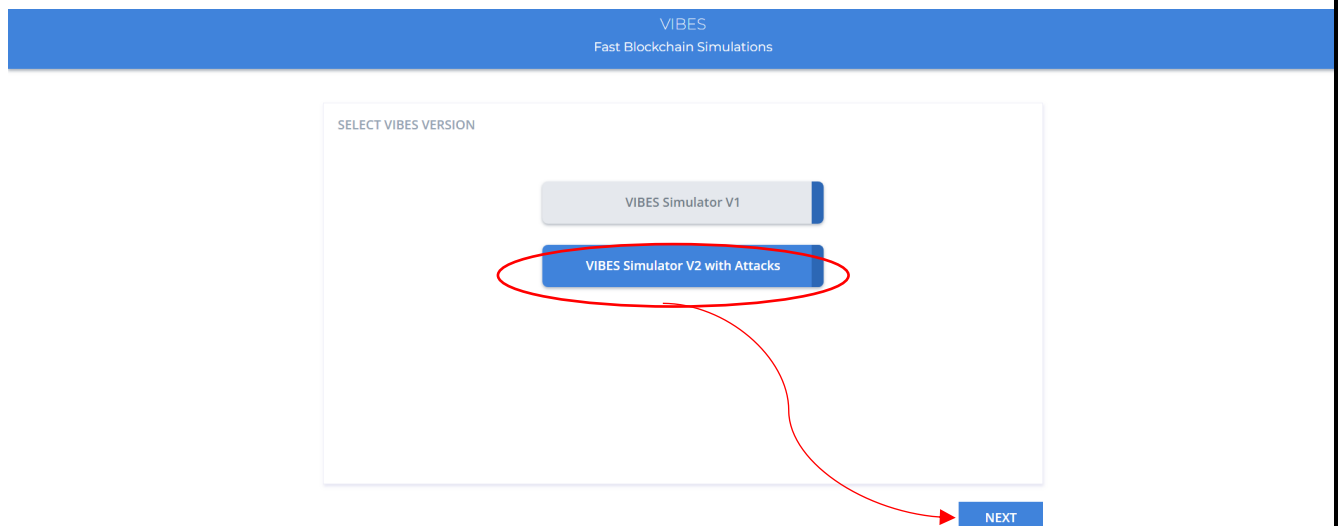 VIBES
Fast Blockchain Simulations
SELECT VIBES VERSION
VIBES Simulator V1
VIBES Simulator V2 with Attacks
NEXT